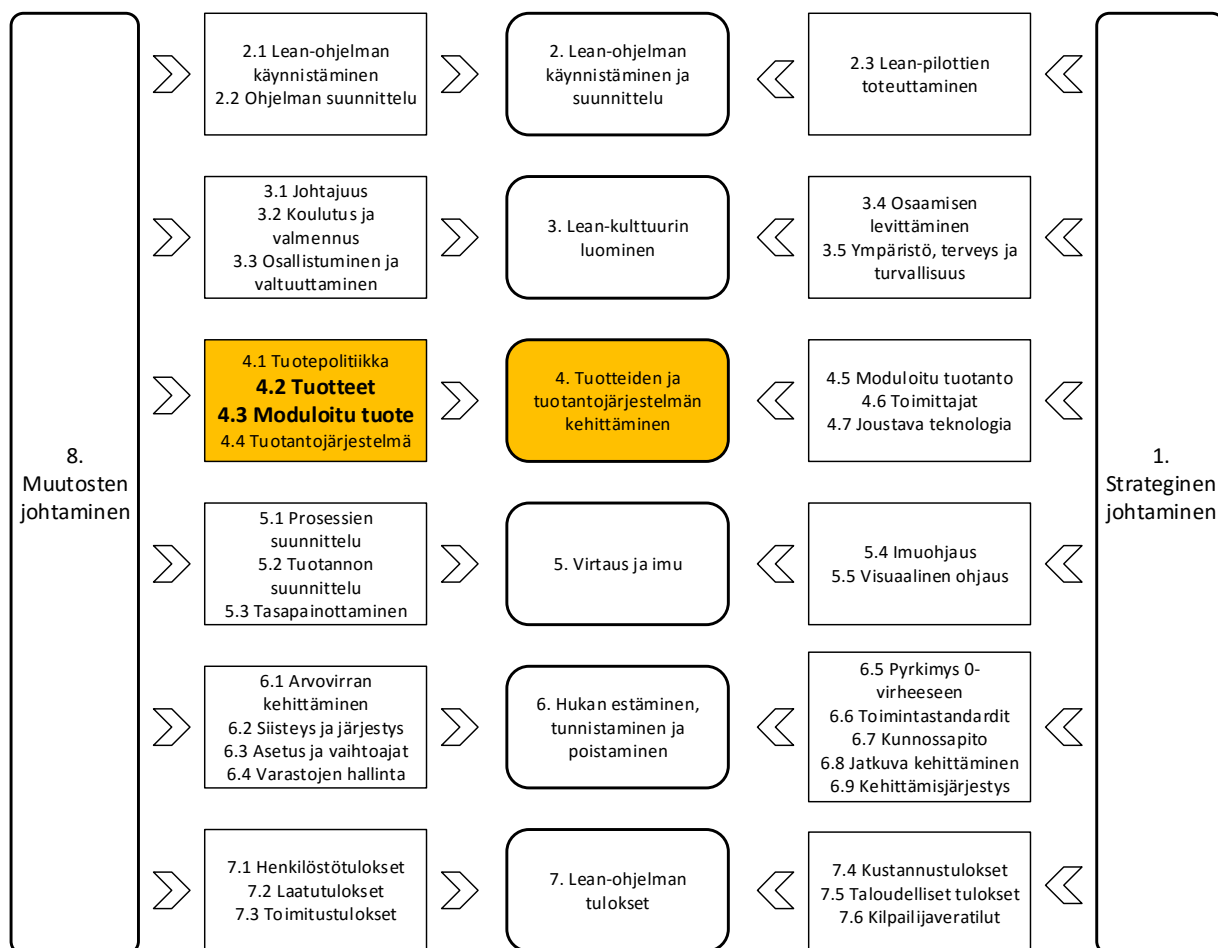 8.
Muutosten
johtaminen
2.1 Lean-ohjelman
käynnistäminen
2.2 Ohjelman suunnittelu
2. Lean-ohjelman
käynnistäminen ja
suunnittelu
2.3 Lean-pilottien
toteuttaminen
3.1 Johtajuus
3.2 Koulutus ja
valmennus
3.3 Osallistuminen ja
valtuuttaminen
3. Lean-kulttuurin
luominen
3.4 Osaamisen
levittäminen
3.5 Ympäristö, terveys ja
turvallisuus
4.1 Tuotepolitiikka
4.2 Tuotteet
4.3 Moduloitu tuote
4.4 Tuotantojärjestelmä
4. Tuotteiden ja
tuotantojärjestelmän
kehittäminen
4.5 Moduloitu tuotanto
4.6 Toimittajat
4.7 Joustava teknologia
5.1 Prosessien
suunnittelu
5.2 Tuotannon
suunnittelu
5.3 Tasapainottaminen
5. Virtaus ja imu
5.4 Imuohjaus
5.5 Visuaalinen ohjaus
6.1 Arvovirran
kehittäminen
6.2 Siisteys ja järjestys
6.3 Asetus ja vaihtoajat
6.4 Varastojen hallinta
6. Hukan estäminen,
tunnistaminen ja
poistaminen
6.5 Pyrkimys 0-
virheeseen
6.6 Toimintastandardit
6.7 Kunnossapito
6.8 Jatkuva kehittäminen
6.9 Kehittämisjärjestys
7.1 Henkilöstötulokset
7.2 Laatutulokset
7.3 Toimitustulokset
7. Lean-ohjelman
tulokset
7.4 Kustannustulokset
7.5 Taloudelliset tulokset
7.6 Kilpailijaveratilut
1.
Strateginen
johtaminen